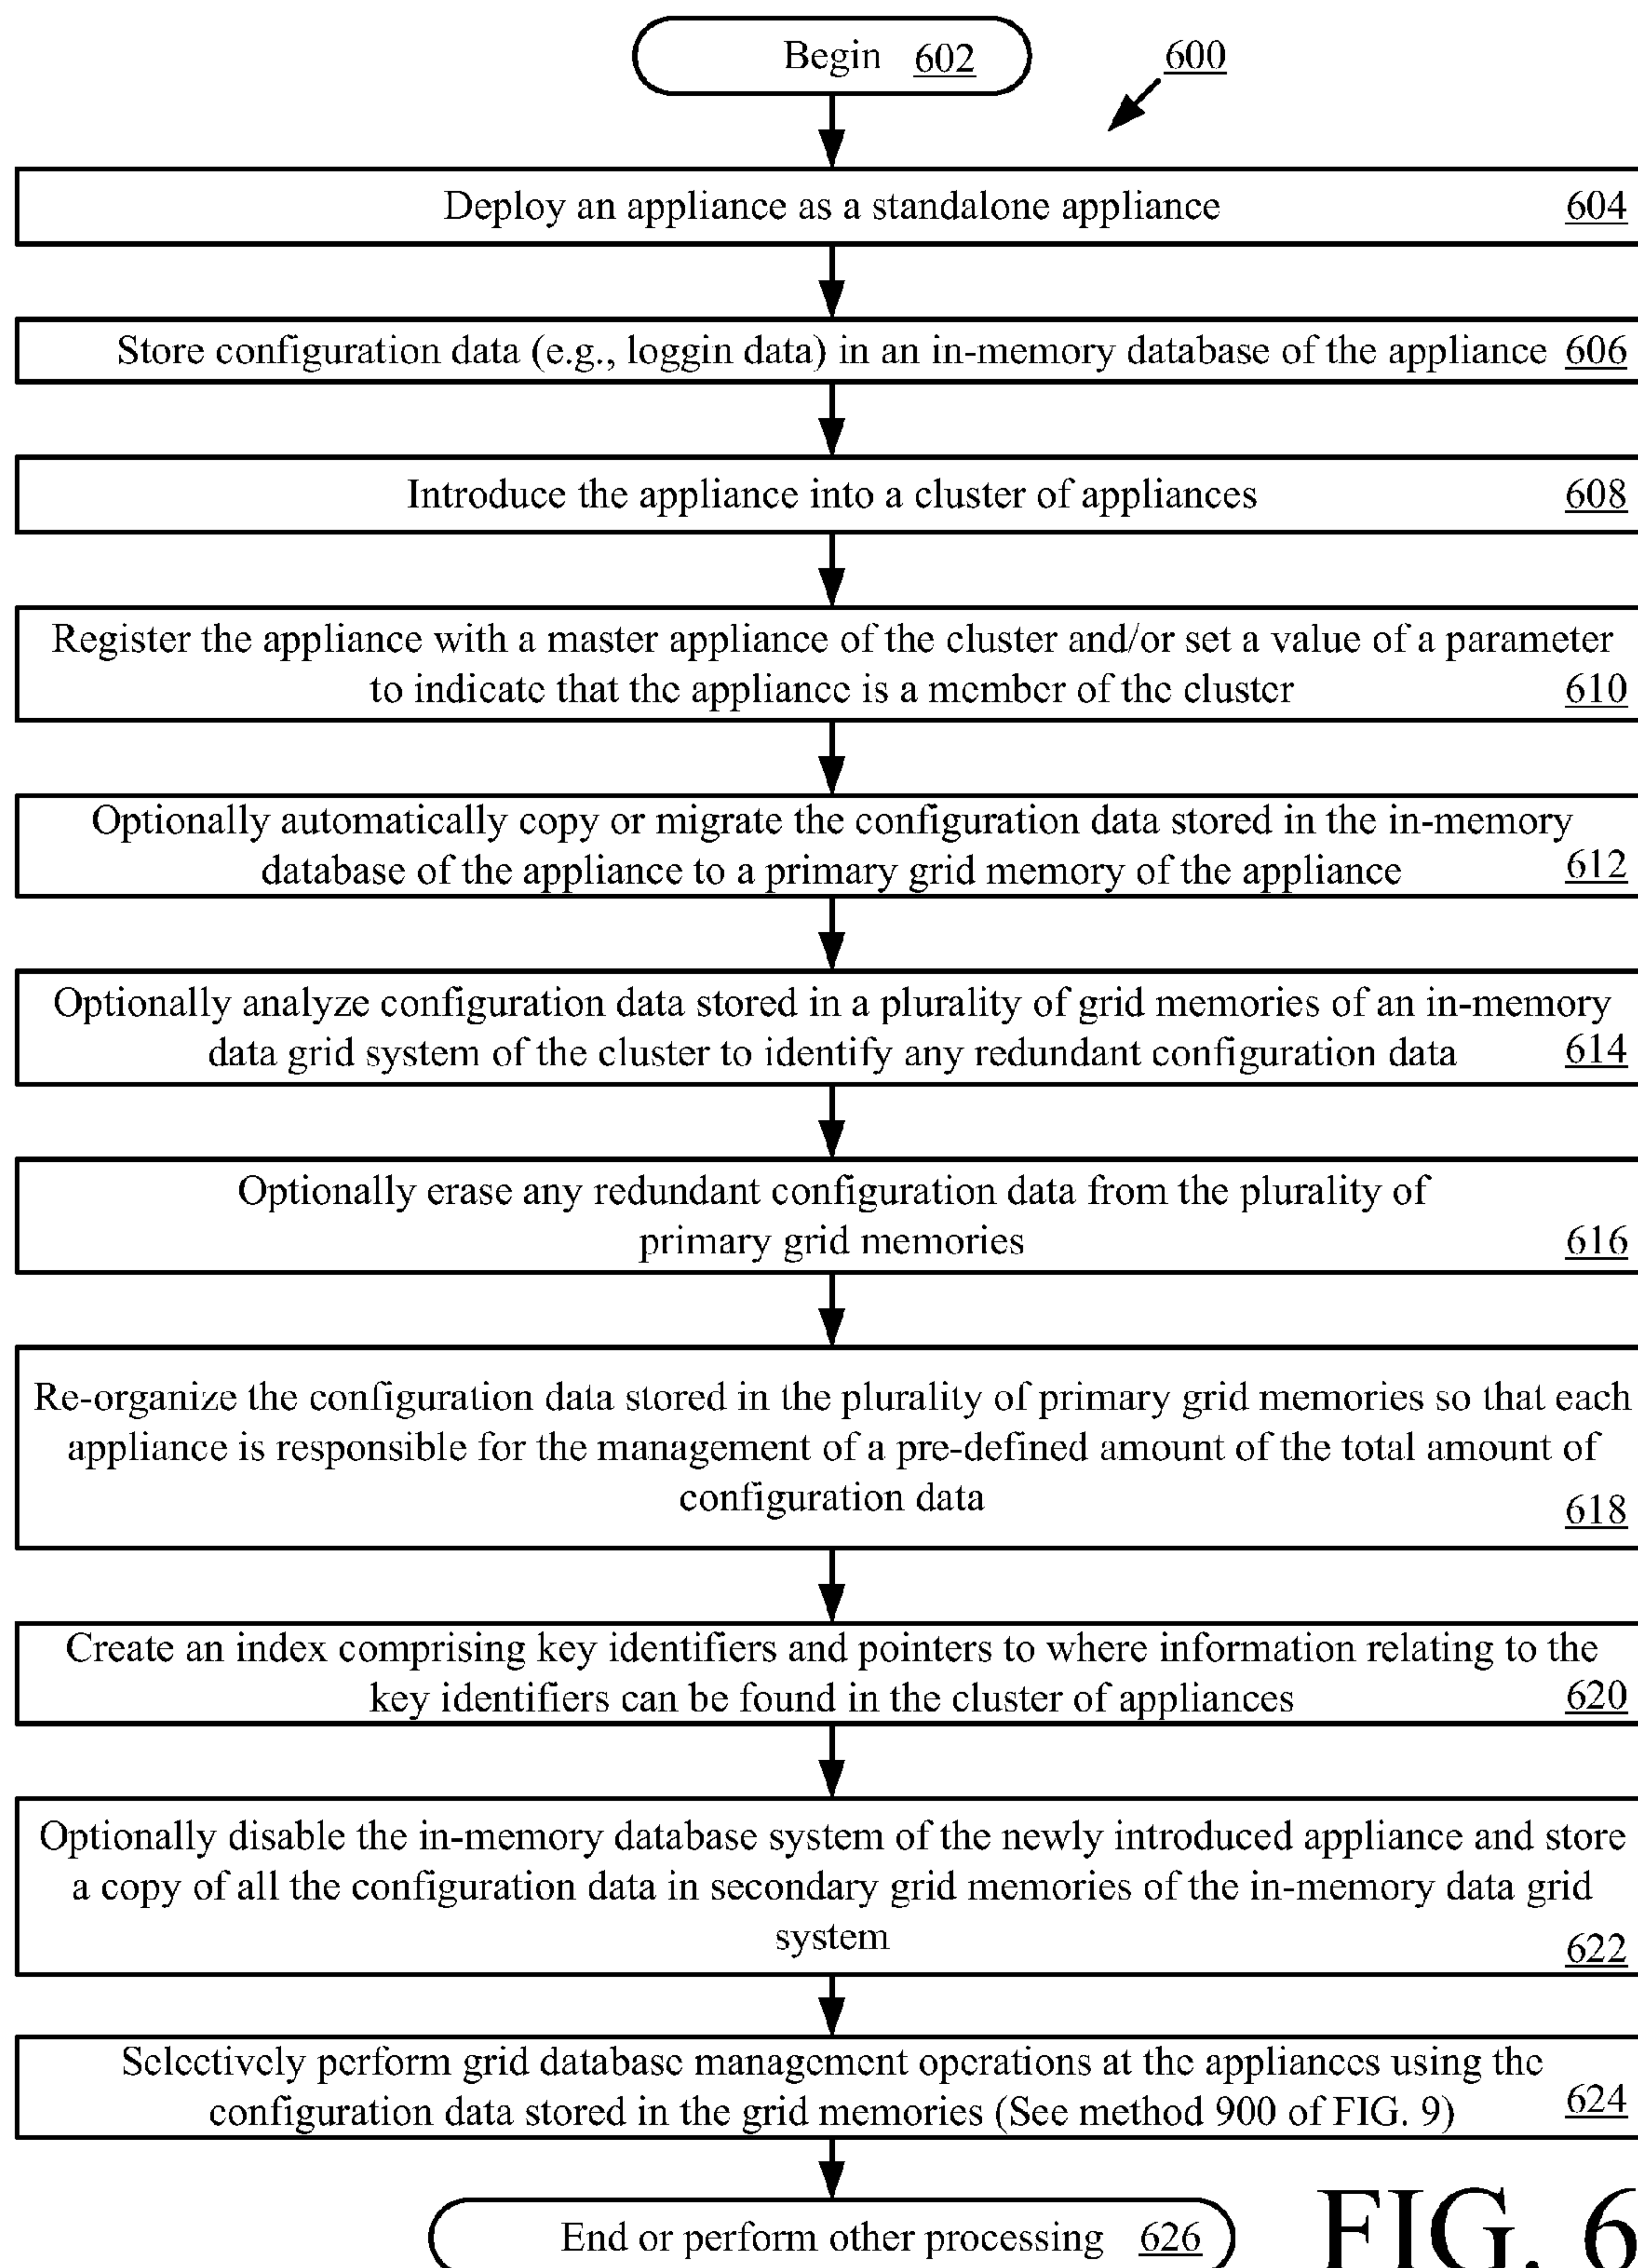 Begin 602
600
Deploy an appliance as a standalone appliance 604
Store configuration data (e.g., loggin data) in an in-memory database of the appliance 606
Introduce the appliance into a cluster of appliances 608
Register the appliance with a master appliance of the cluster and/or set a value of a parameter
to indicate that the appliance is a member of the cluster 610
Optionally automatically copy or migrate the configuration data stored in the in-memory
database of the appliance to a primary grid memory of the appliance 612
Optionally analyze configuration data stored in a plurality of grid memories of an in-memory
data grid system of the cluster to identify any redundant configuration data 614
Optionally erase any redundant configuration data from the plurality of
primary grid memories 616
Re-organize the configuration data stored in the plurality of primary grid memories so that each
appliance is responsible for the management of a pre-defined amount of the total amount of
configuration data 618
Create an index comprising key identifiers and pointers to where information relating to the
key identifiers can be found in the cluster of appliances 620
Optionally disable the in-memory database system of the newly introduced appliance and store
a copy of all the configuration data in secondary grid memories of the in-memory data grid
system 622
Selectively perform grid database management operations at the appliances using the
configuration data stored in the grid memories (See method 900 of FIG. 9) 624
End or perform other processing 626
FIG. 6